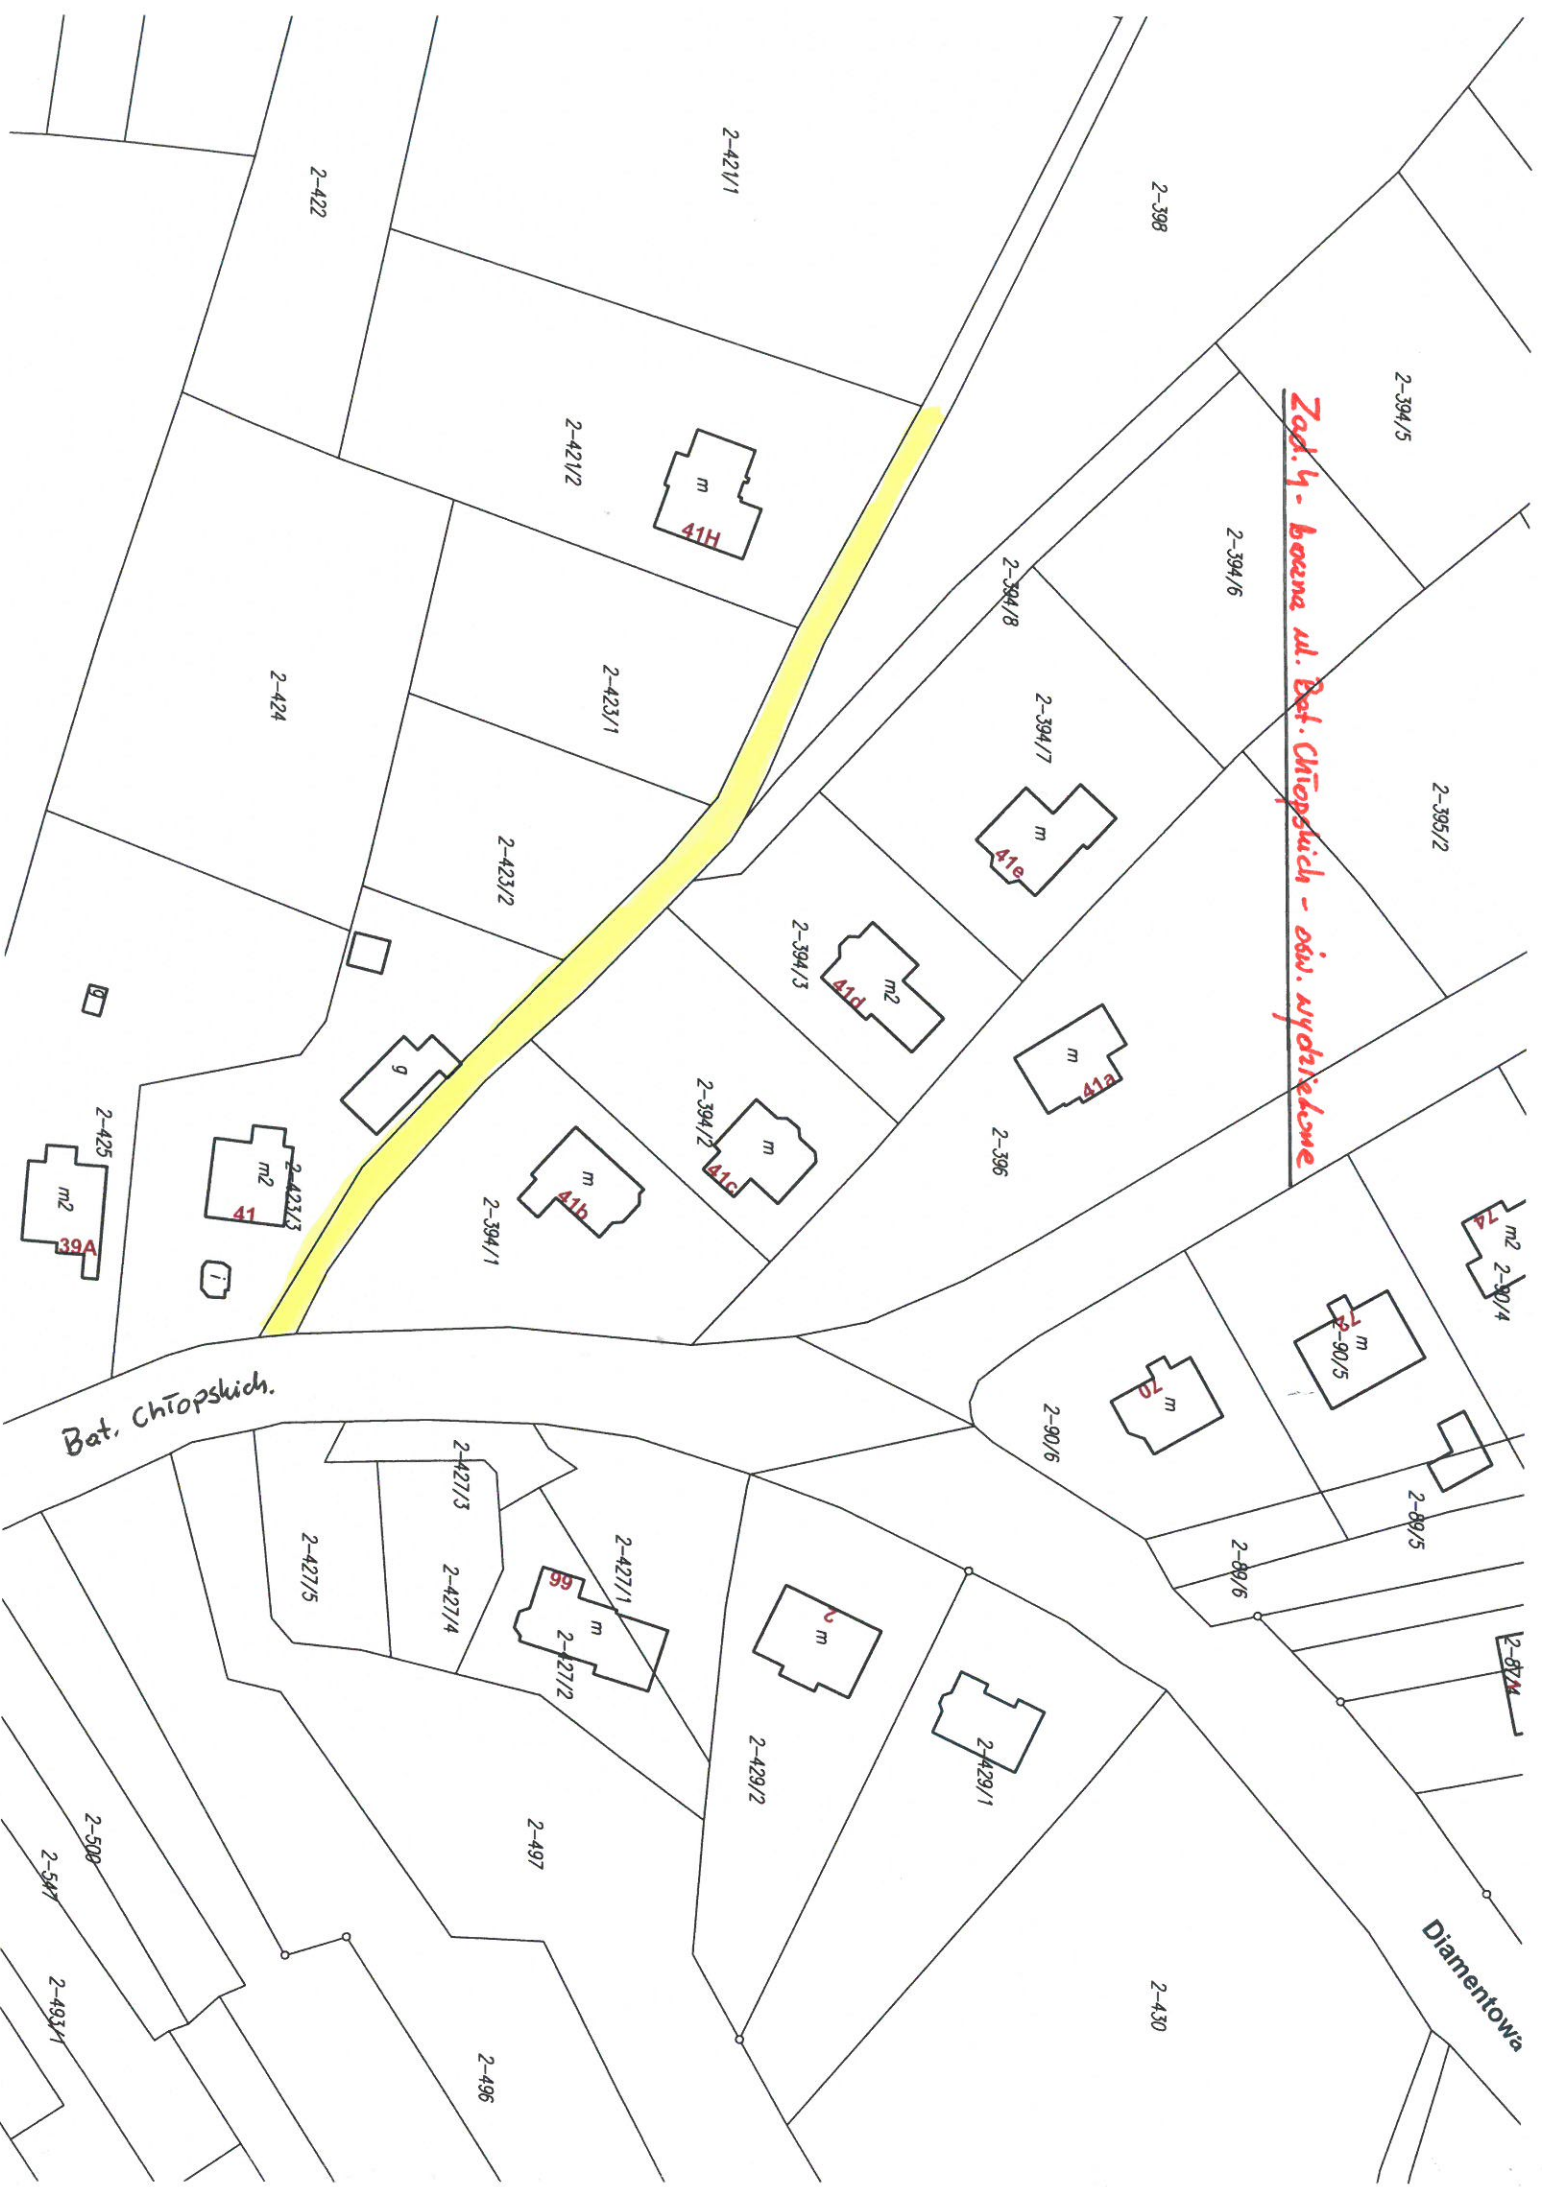 Zad. 4 - boczna ul. Bat. Chłopskich - ośw. wydzielone
2-421/1
2-422
2-398
2-394/5
2-421/2
m
41H
2-394/6
2-394/8
2-424
2-423/1
2-394/7
m
41e
2-395/2
2-423/2
2-394/3
m2
41d
m
41a
g
g
2-425
m2
39A
m2
2-423/3
41
i
2-394/2
m
41c
m
41b
2-394/1
2-396
Bat. Chłopskich.
74
m2
2-90/4
72
m
2-90/5
70
m
2-90/6
2-427/3
2-89/5
2-427/5
2-427/4
2-427/1
2-89/6
99
m
2-427/2
2
m
2-429/2
2-429/1
2-500
2-547
2-497
Diamentowa
2-493/1
2-496
2-430